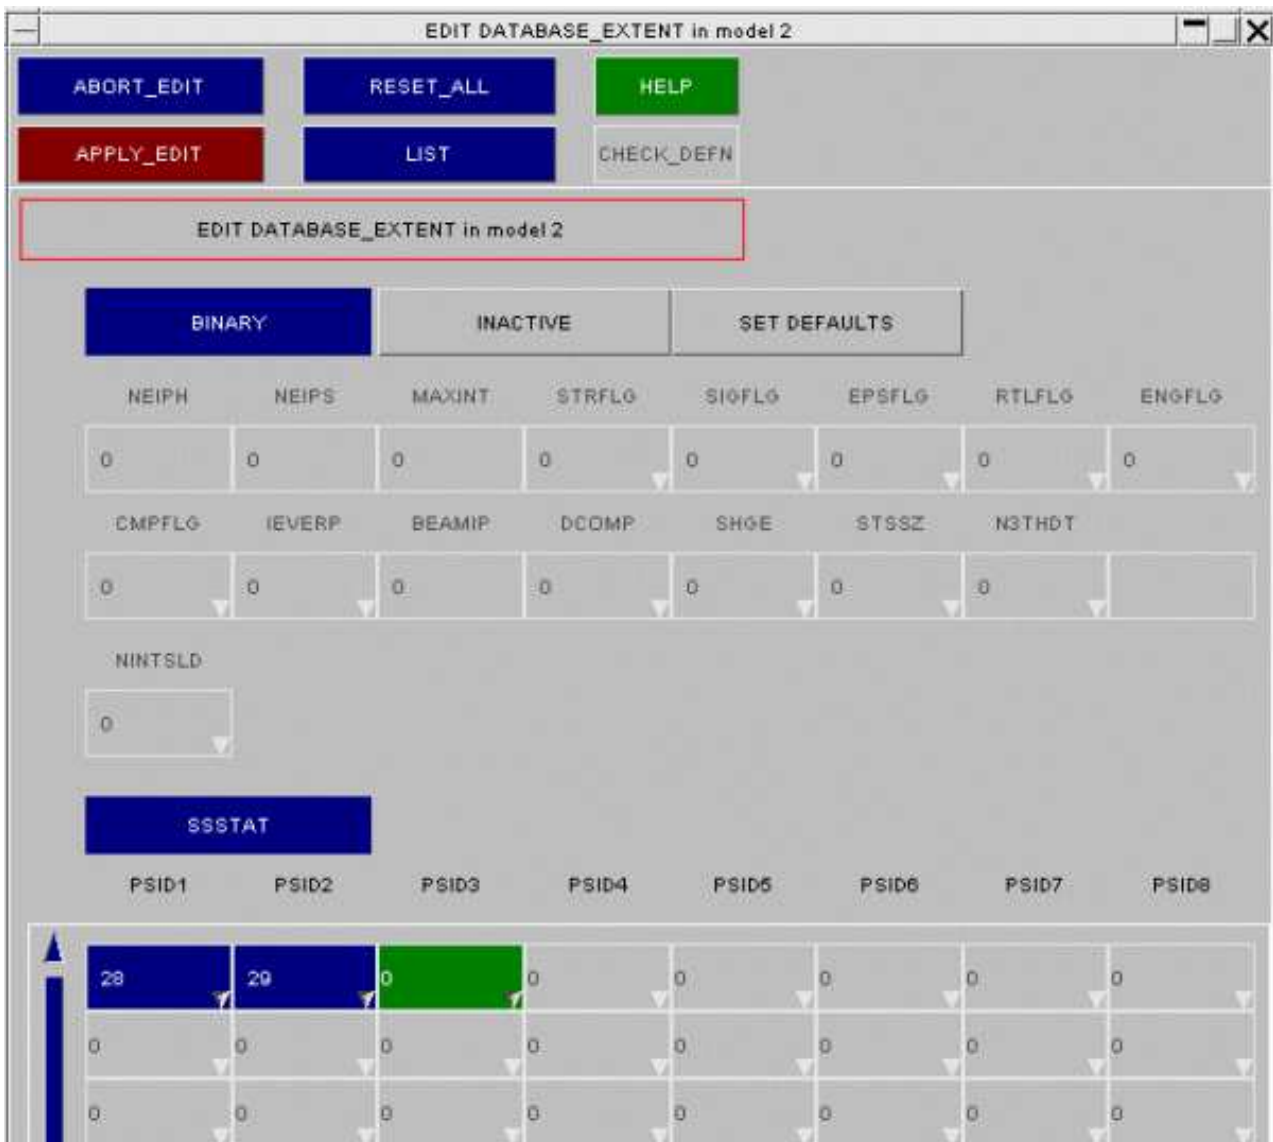 EDIT DATABASE_EXTENT in model 2
ABORT_EDIT RESET_ALL HELP
APPLY_EDIT LIST CHECK_DEFN
EDIT DATABASE_EXTENT in model 2
BINARY INACTIVE SET DEFAULTS
NEIPH NEIPS MAXINT STRFLG SIGFLG EPSFLG RTLFLG ENGFLG
0 0 0 0 0 0 0 0
CMPFLG IEVERP BEAMIP DCOMP SHGE STSSZ N3THDT
0 0 0 0 0 0 0
NINTSLD
0
SSSTAT
PSID1 PSID2 PSID3 PSID4 PSID5 PSID6 PSID7 PSID8
28 29 0 0 0 0 0 0
0 0 0 0 0 0 0 0
0 0 0 0 0 0 0 0